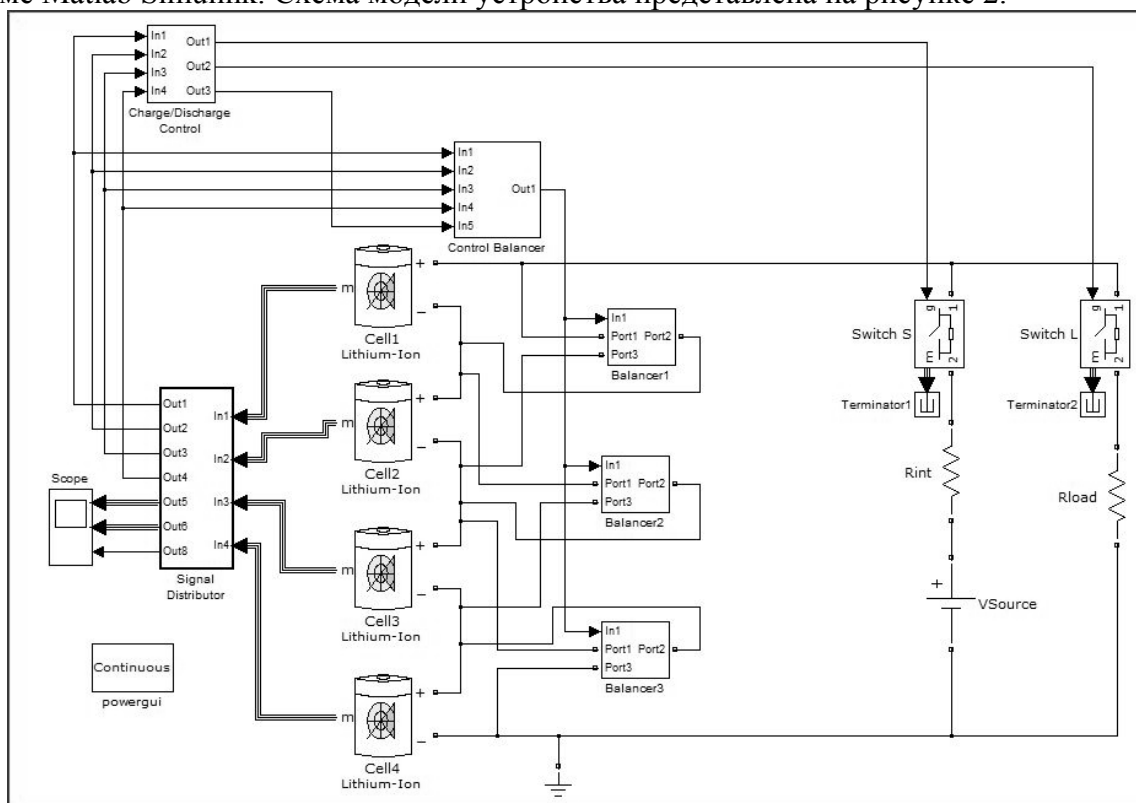 ме Matlab Simulink. Схема модели устройства представлена на рисунке 2.
In1
In2
In3
In4
Out1
Out2
Out3
Charge/Discharge
Control
In1
In2
In3
In4
In5
Out1
Control Balancer
+
−
m
Cell1
Lithium-Ion
In1
Port1 Port2
Port3
Balancer1
Switch S
g
1
m
2
Terminator1
Switch L
g
1
m
2
Terminator2
Out1
Out2
Out3
Out4
Out5
Out6
Out8
In1
In2
In3
In4
Signal
Distributor
Scope
+
−
m
Cell2
Lithium-Ion
In1
Port1 Port2
Port3
Balancer2
Rint
Rload
+
−
m
Cell3
Lithium-Ion
+
VSource
In1
Port1 Port2
Port3
Balancer3
Continuous
powergui
+
−
m
Cell4
Lithium-Ion